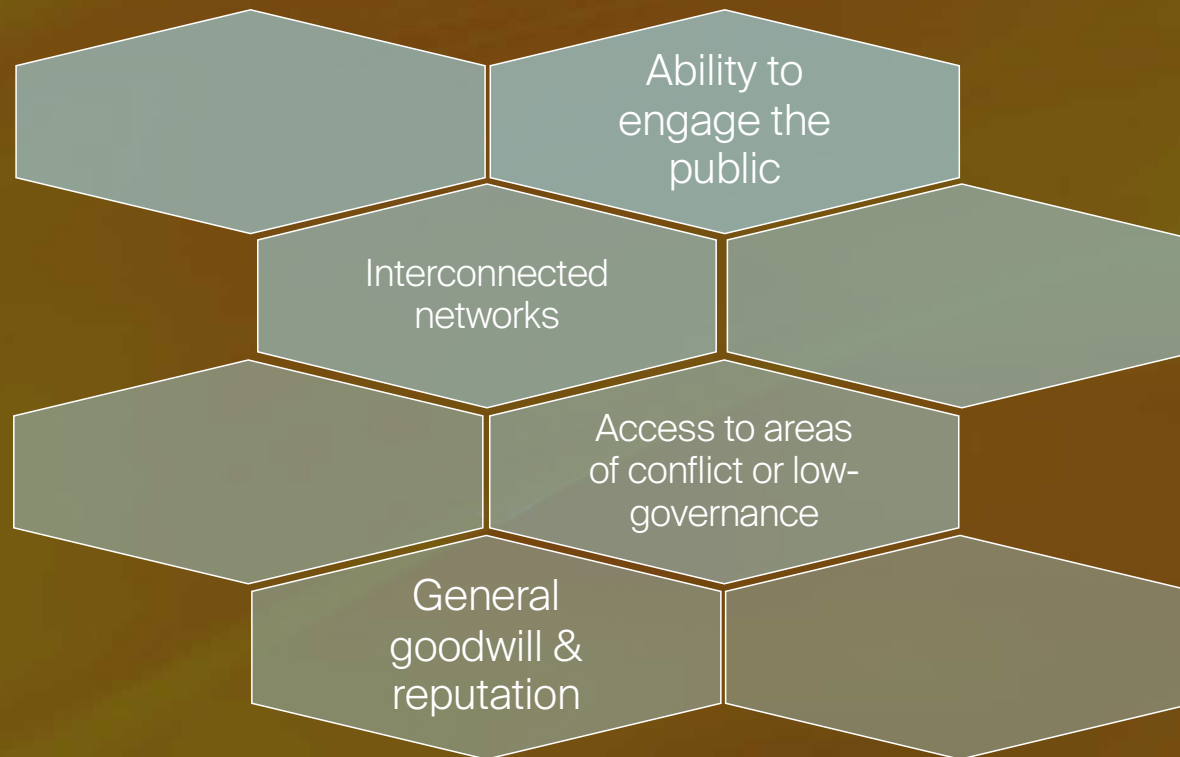 Ability to
engage the
public
Interconnected
networks
Access to areas
of conflict or low-
governance
General
goodwill &
reputation